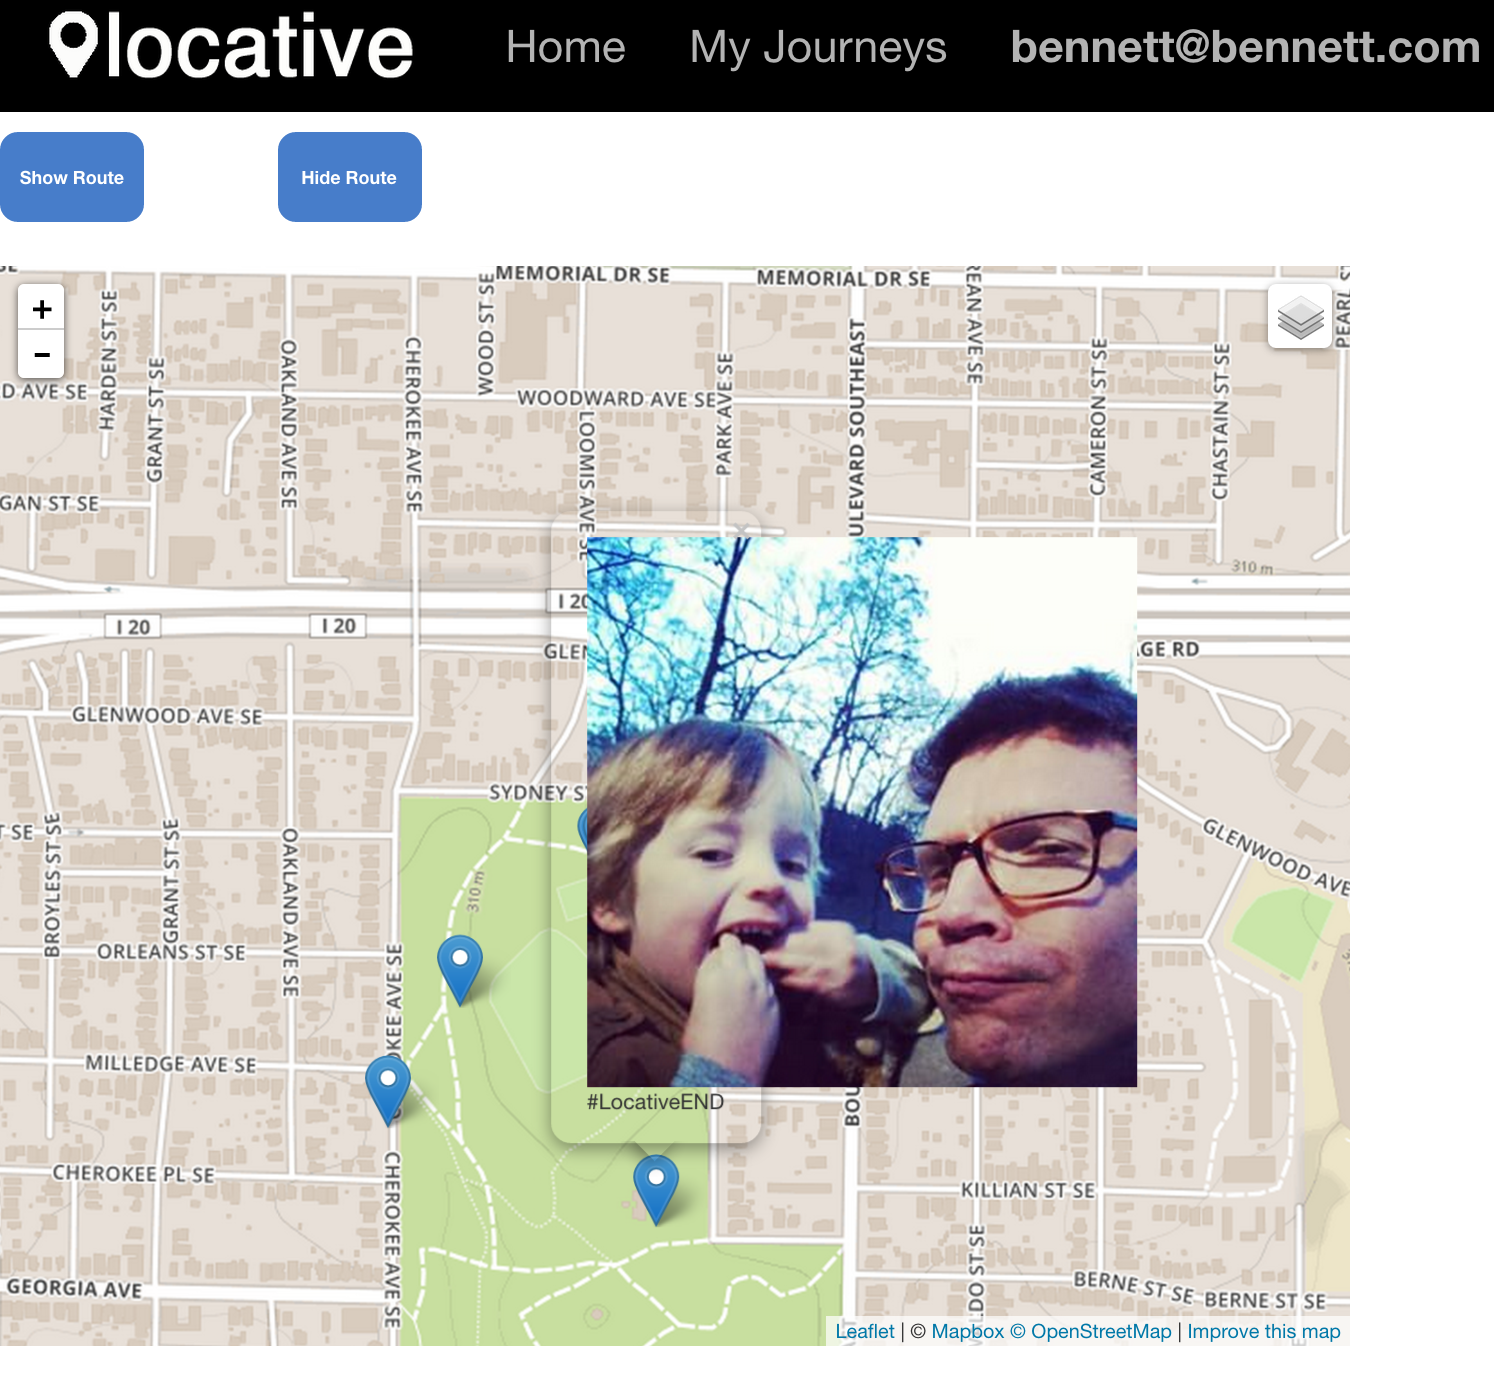 locative
Home
My Journeys
bennett@bennett.com
Show Route
Hide Route
MEMORIAL DR SE
MEMORIAL DR SE
+
−
HARDEN ST SE
GRANT ST SE
OAKLAND AVE SE
CHEROKEE AVE SE
WOOD ST SE
D AVE SE
WOODWARD AVE SE
LOOMIS AVE SE
PARK AVE SE
ULEVARD SOUTHEAST
REAN AVE SE
CAMERON ST SE
CHASTAIN ST SE
PEARL ST
GAN ST SE
×
310 m
I 20
I 20
I 20
GLEN
AGE RD
GLENWOOD AVE SE
SYDNEY ST
T SE
BROYLES ST SE
GRANT ST SE
OAKLAND AVE SE
310 m
GLENWOOD AVE
ORLEANS ST SE
OKEE AVE SE
MILLEDGE AVE SE
#LocativeEND
BOU
CHEROKEE PL SE
CHEROKEE AVE SE
KILLIAN ST SE
GEORGIA AVE
LDO ST SE
BERNE ST SE
BERNE ST SE
Leaflet | © Mapbox © OpenStreetMap | Improve this map